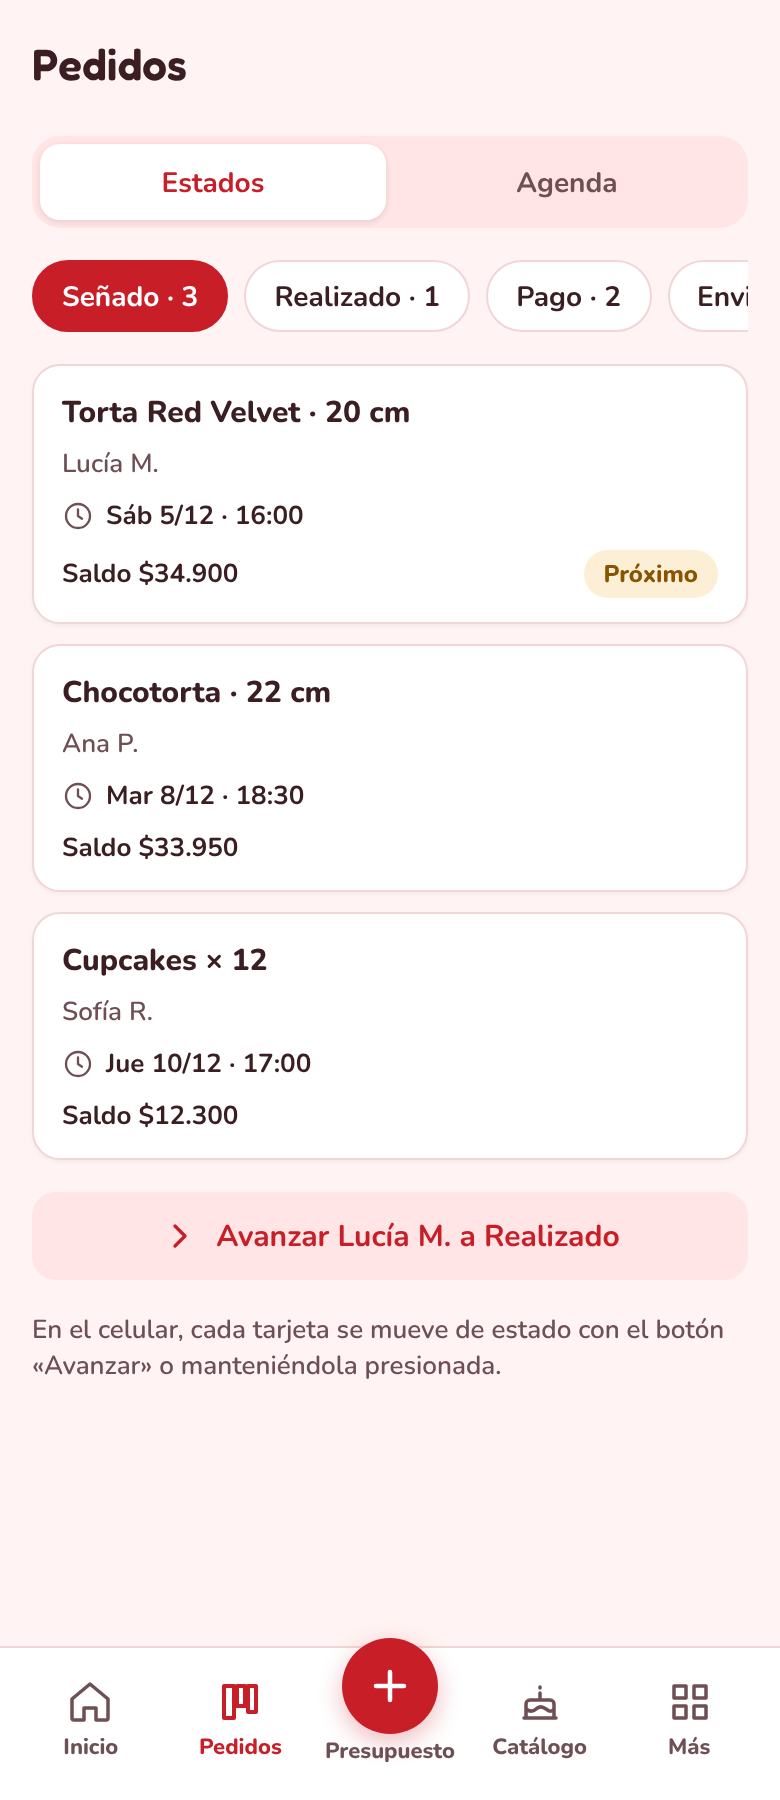 Pedidos
Estados
Agenda
Señado · 3
Realizado · 1
Pago · 2
Envi
Torta Red Velvet · 20 cm
Lucía M.
Sáb 5/12 · 16:00
Saldo $34.900
Próximo
Chocotorta · 22 cm
Ana P.
Mar 8/12 · 18:30
Saldo $33.950
Cupcakes × 12
Sofía R.
Jue 10/12 · 17:00
Saldo $12.300
Avanzar Lucía M. a Realizado
En el celular, cada tarjeta se mueve de estado con el botón
«Avanzar» o manteniéndola presionada.
Inicio
Pedidos
Presupuesto
Catálogo
Más